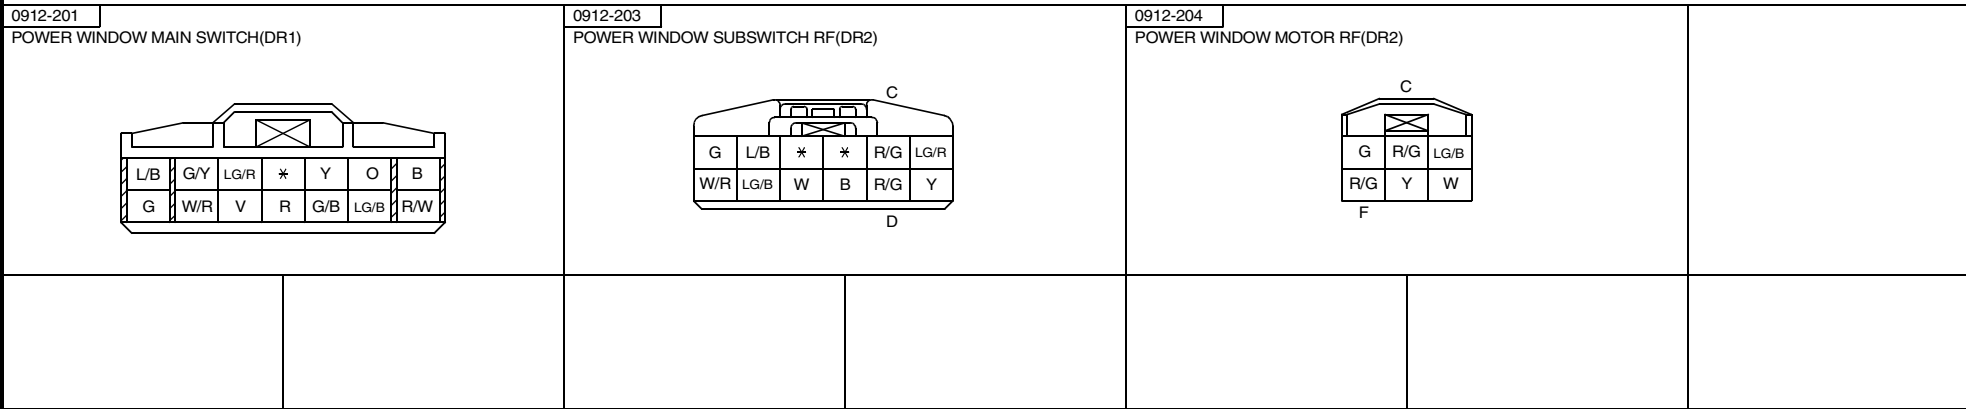 0912-201
POWER WINDOW MAIN SWITCH(DR1)
L/B G/Y LG/R * Y O B
G W/R V R G/B LG/B R/W
0912-203
POWER WINDOW SUBSWITCH RF(DR2)
C
G L/B * * R/G LG/R
W/R LG/B W B R/G Y
D
0912-204
POWER WINDOW MOTOR RF(DR2)
C
G R/G LG/B
R/G Y W
F